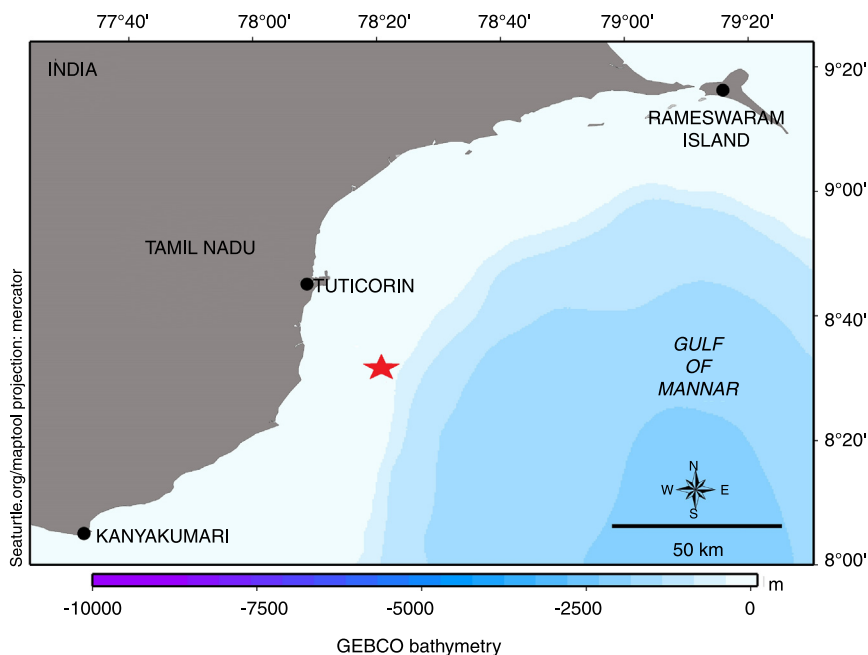 77°40' 78°00' 78°20' 78°40' 79°00' 79°20'
INDIA
9°20'
RAMESWARAM
ISLAND
9°00'
TAMIL NADU
TUTICORIN
8°40'
GULF
OF
MANNAR
8°20'
N
W E
S
KANYAKUMARI
50 km
8°00'
Seaturtle.org/maptool projection: mercator
m
-10000 -7500 -5000 -2500 0
GEBCO bathymetry